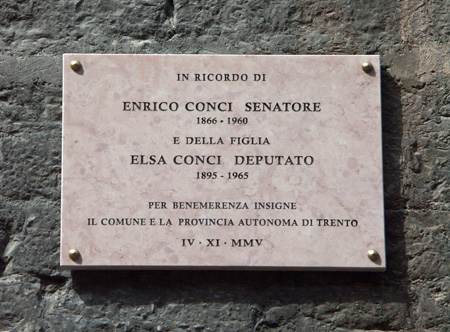 IN RICORDO DI
ENRICO CONCI SENATORE
1866 · 1960
E DELLA FIGLIA
ELSA CONCI DEPUTATO
1895 · 1965
PER BENEMERENZA INSIGNE
IL COMUNE E LA PROVINCIA AUTONOMA DI TRENTO
IV · XI · MMV